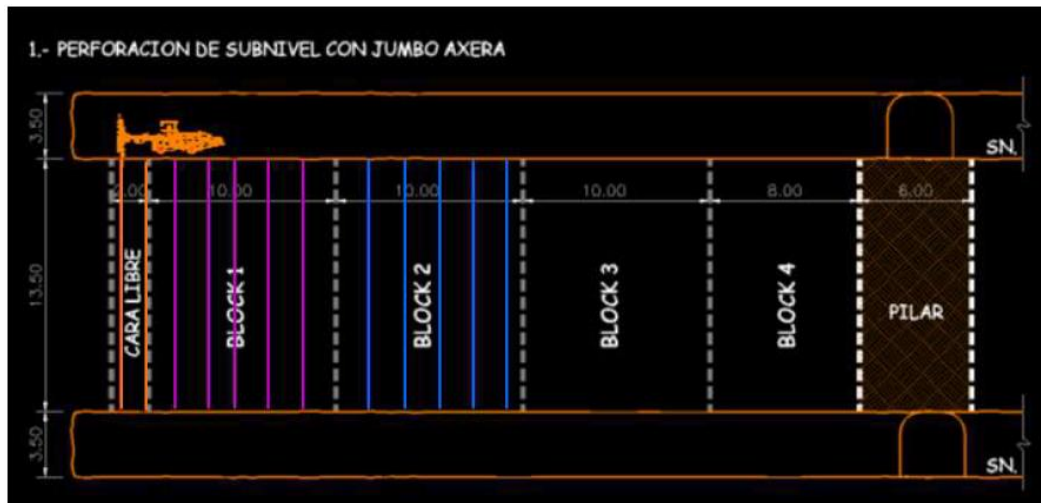 1.- PERFORACION DE SUBNIVEL CON JUMBO AXERA
3.50
SN.
2.00 10.00 10.00 10.00 8.00 6.00
13.50
CARA LIBRE
BLOCK 1
BLOCK 2
BLOCK 3
BLOCK 4
PILAR
3.50
SN.